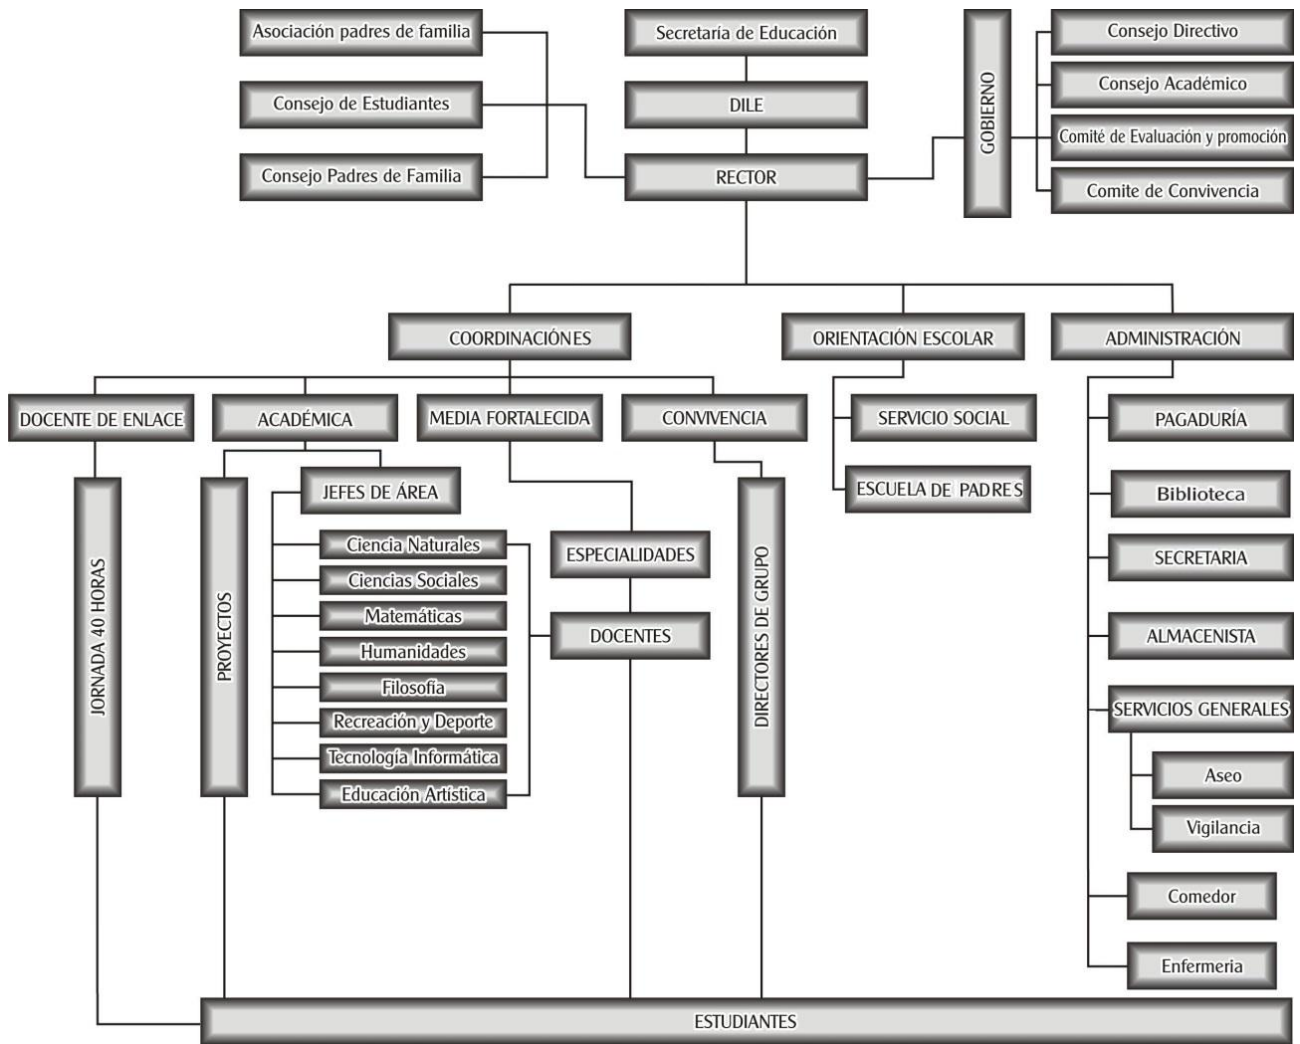 Asociación padres de familia
Secretaría de Educación
Consejo Directivo
Consejo de Estudiantes
DILE
GOBIERNO
Consejo Académico
Comité de Evaluación y promoción
Consejo Padres de Familia
RECTOR
Comite de Convivencia
COORDINACIÓNES
ORIENTACIÓN ESCOLAR
ADMINISTRACIÓN
DOCENTE DE ENLACE
ACADÉMICA
MEDIA FORTALECIDA
CONVIVENCIA
SERVICIO SOCIAL
PAGADURÍA
JORNADA 40 HORAS
PROYECTOS
JEFES DE ÁREA
DIRECTORES DE GRUPO
ESCUELA DE PADRES
Biblioteca
Ciencia Naturales
Ciencias Sociales
Matemáticas
Humanidades
Filosofía
Recreación y Deporte
Tecnología Informática
Educación Artística
ESPECIALIDADES
DOCENTES
SECRETARIA
ALMACENISTA
SERVICIOS GENERALES
Aseo
Vigilancia
Comedor
Enfermeria
ESTUDIANTES